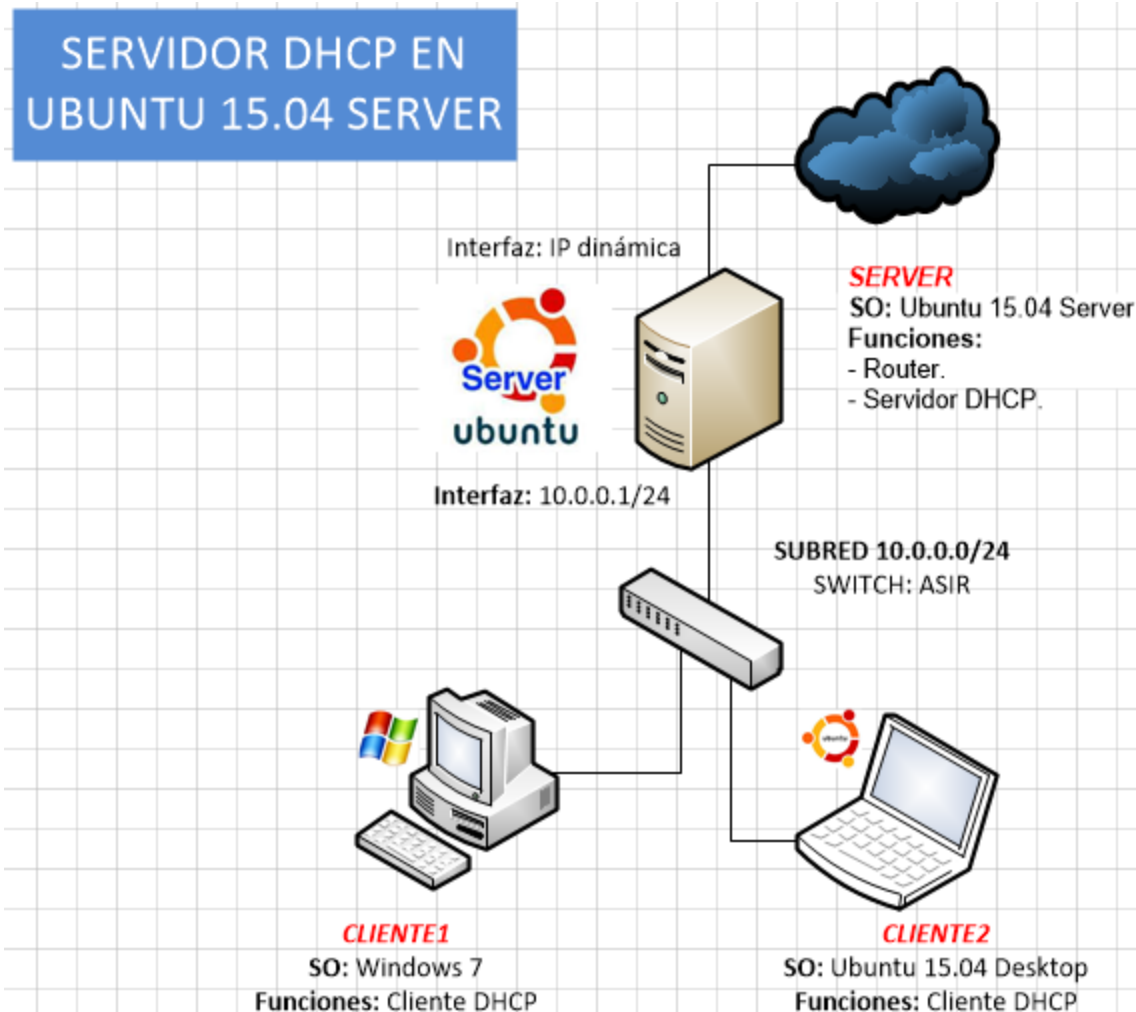 SERVIDOR DHCP EN
UBUNTU 15.04 SERVER
Interfaz: IP dinámica
SERVER
SO: Ubuntu 15.04 Server
Funciones:
- Router.
- Servidor DHCP.
Server
ubuntu
Interfaz: 10.0.0.1/24
SUBRED 10.0.0.0/24
SWITCH: ASIR
ubuntu
CLIENTE1
SO: Windows 7
Funciones: Cliente DHCP
CLIENTE2
SO: Ubuntu 15.04 Desktop
Funciones: Cliente DHCP